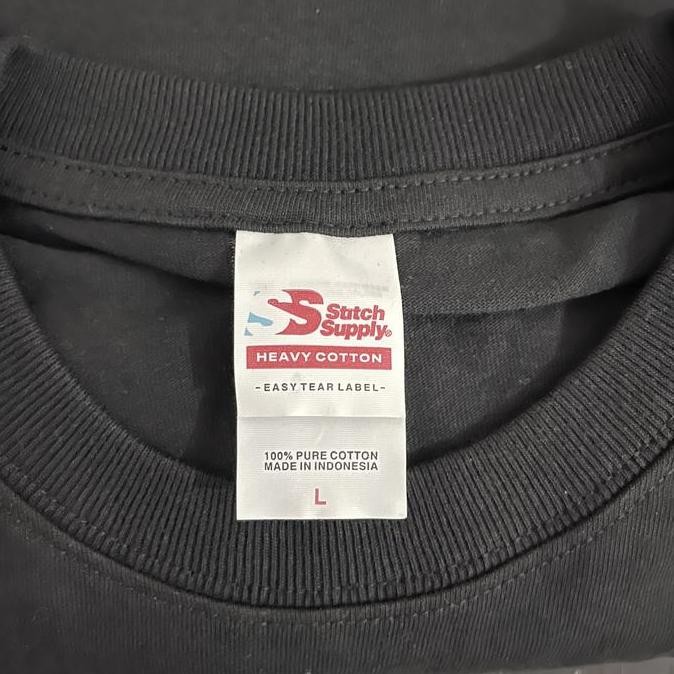 SS Stitch
Supply®
HEAVY COTTON
-EASY TEAR LABEL-
100% PURE COTTON
MADE IN INDONESIA
L